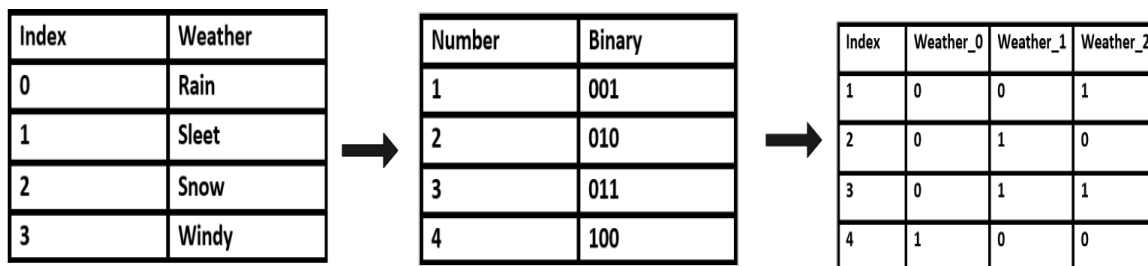 Index Weather
0 Rain
1 Sleet
2 Snow
3 Windy
Number Binary
1 001
2 010
3 011
4 100
Index Weather_0 Weather_1 Weather_2
1 0 0 1
2 0 1 0
3 0 1 1
4 1 0 0